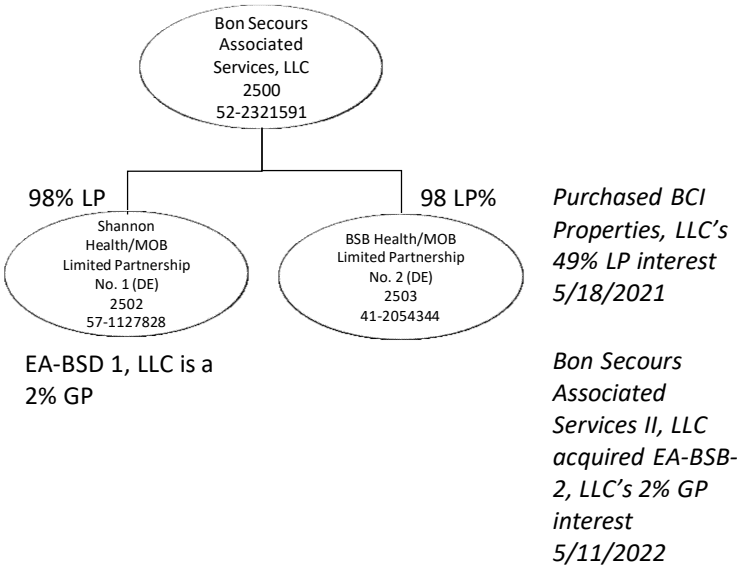 Bon Secours
Associated
Services, LLC
2500
52-2321591
98% LP
98 LP%
Shannon
Health/MOB
Limited Partnership
No. 1 (DE)
2502
57-1127828
BSB Health/MOB
Limited Partnership
No. 2 (DE)
2503
41-2054344
EA-BSD 1, LLC is a
2% GP
Purchased BCI
Properties, LLC’s
49% LP interest
5/18/2021
Bon Secours
Associated
Services II, LLC
acquired EA-BSB-
2, LLC’s 2% GP
interest
5/11/2022